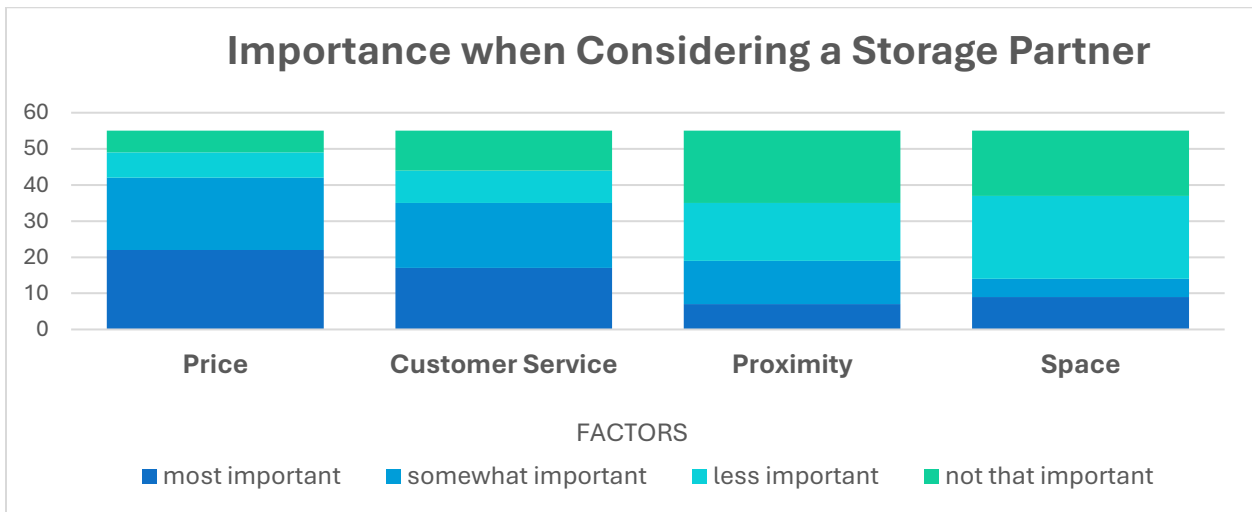 Importance when Considering a Storage Partner
60
50
40
30
20
10
0
Price Customer Service Proximity Space
FACTORS
most important somewhat important less important not that important